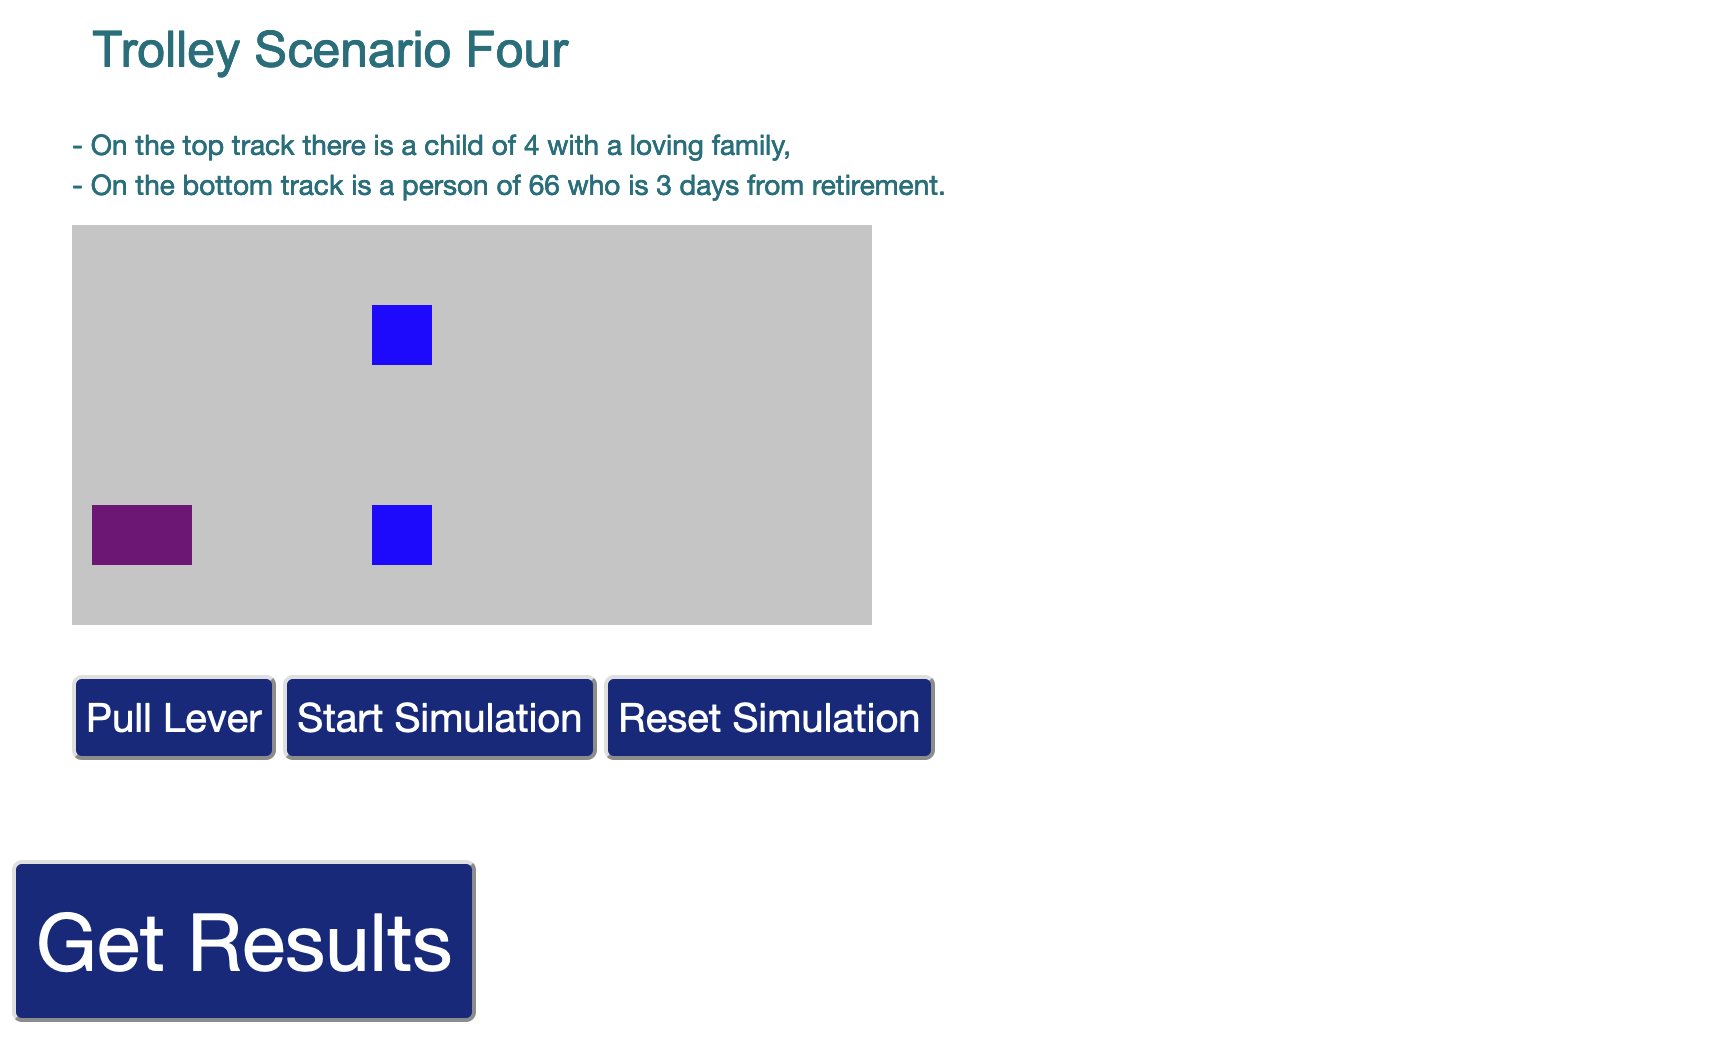 Trolley Scenario Four
- On the top track there is a child of 4 with a loving family,
- On the bottom track is a person of 66 who is 3 days from retirement.
Pull Lever
Start Simulation
Reset Simulation
Get Results